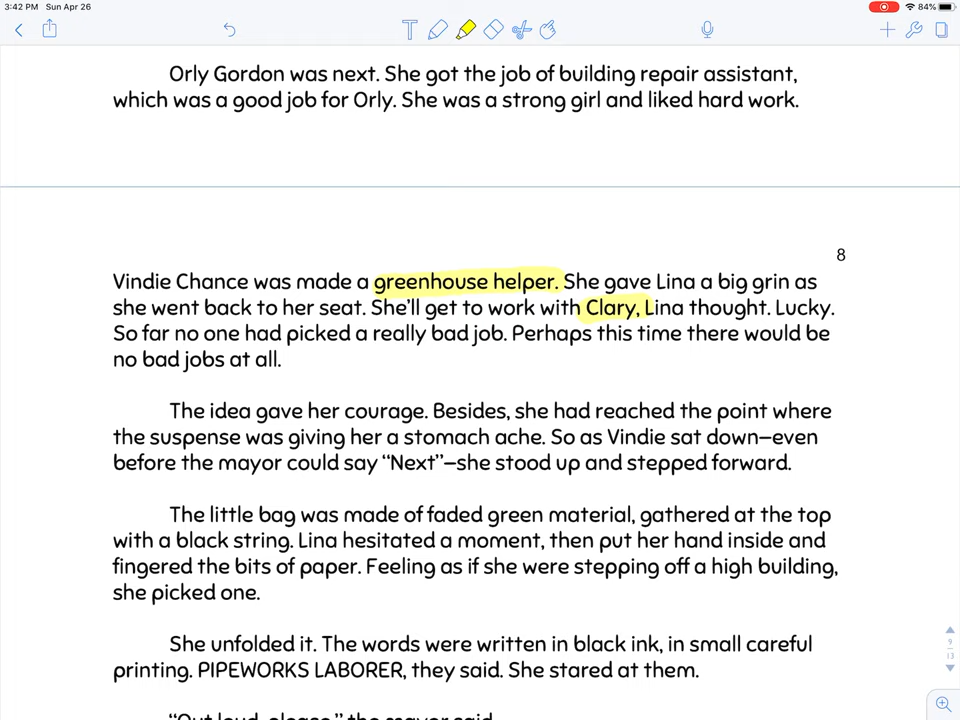 3:42 PM Sun Apr 26
84%
Orly Gordon was next. She got the job of building repair assistant,
which was a good job for Orly. She was a strong girl and liked hard work.
8
Vindie Chance was made a greenhouse helper. She gave Lina a big grin as
she went back to her seat. She'll get to work with Clary, Lina thought. Lucky.
So far no one had picked a really bad job. Perhaps this time there would be
no bad jobs at all.
The idea gave her courage. Besides, she had reached the point where
the suspense was giving her a stomach ache. So as Vindie sat down—even
before the mayor could say “Next”—she stood up and stepped forward.
The little bag was made of faded green material, gathered at the top
with a black string. Lina hesitated a moment, then put her hand inside and
fingered the bits of paper. Feeling as if she were stepping off a high building,
she picked one.
She unfolded it. The words were written in black ink, in small careful
printing. PIPEWORKS LABORER, they said. She stared at them.
“Out loud, please,” the mayor said.
9
13